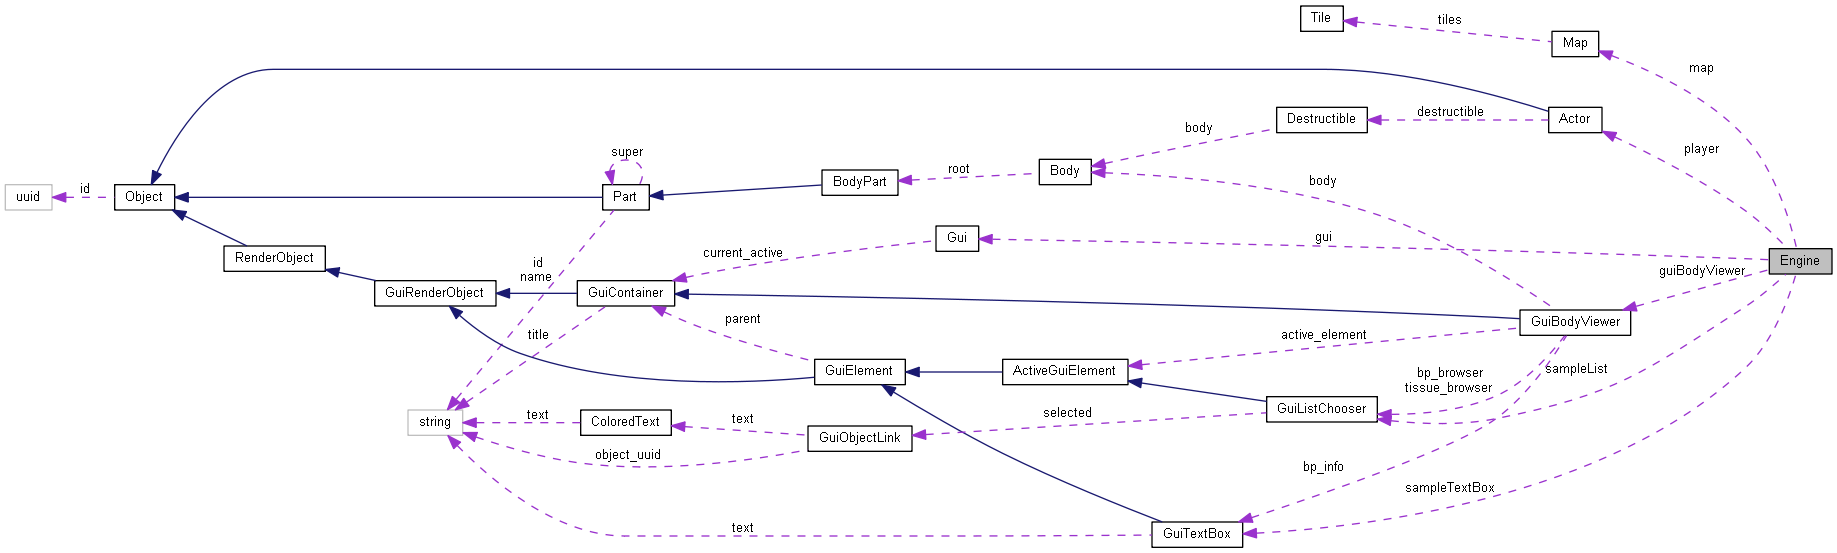 Tile
tiles
Map
map
Destructible
destructible
Actor
body
player
super
root
Body
BodyPart
body
uuid
id
Object
Part
Gui
gui
current_active
RenderObject
Engine
id
name
guiBodyViewer
GuiRenderObject
GuiContainer
parent
GuiBodyViewer
title
active_element
GuiElement
ActiveGuiElement
sampleList
bp_browser
tissue_browser
GuiListChooser
selected
string
text
ColoredText
text
GuiObjectLink
object_uuid
bp_info
sampleTextBox
text
GuiTextBox